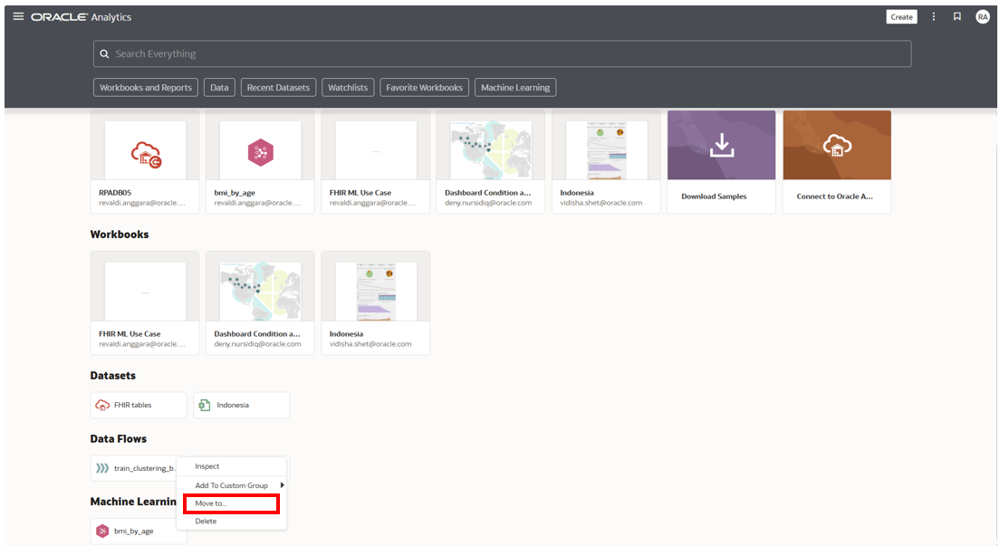 ORACLE Analytics
Create
RA
Search Everything
Workbooks and Reports
Data
Recent Datasets
Watchlists
Favorite Workbooks
Machine Learning
RPADB05
revaldi.anggara@oracle....
bmi_by_age
revaldi.anggara@oracle....
FHIR ML Use Case
revaldi.anggara@oracle....
Dashboard Condition a...
deny.nursidiq@oracle.com
Indonesia
vidisha.shet@oracle.com
Download Samples
Connect to Oracle A...
Workbooks
FHIR ML Use Case
revaldi.anggara@oracle....
Dashboard Condition a...
deny.nursidiq@oracle.com
Indonesia
vidisha.shet@oracle.com
Datasets
FHIR tables
Indonesia
Data Flows
train_clustering_b...
Inspect
Add To Custom Group
Move to...
Delete
Machine Learnin
bmi_by_age